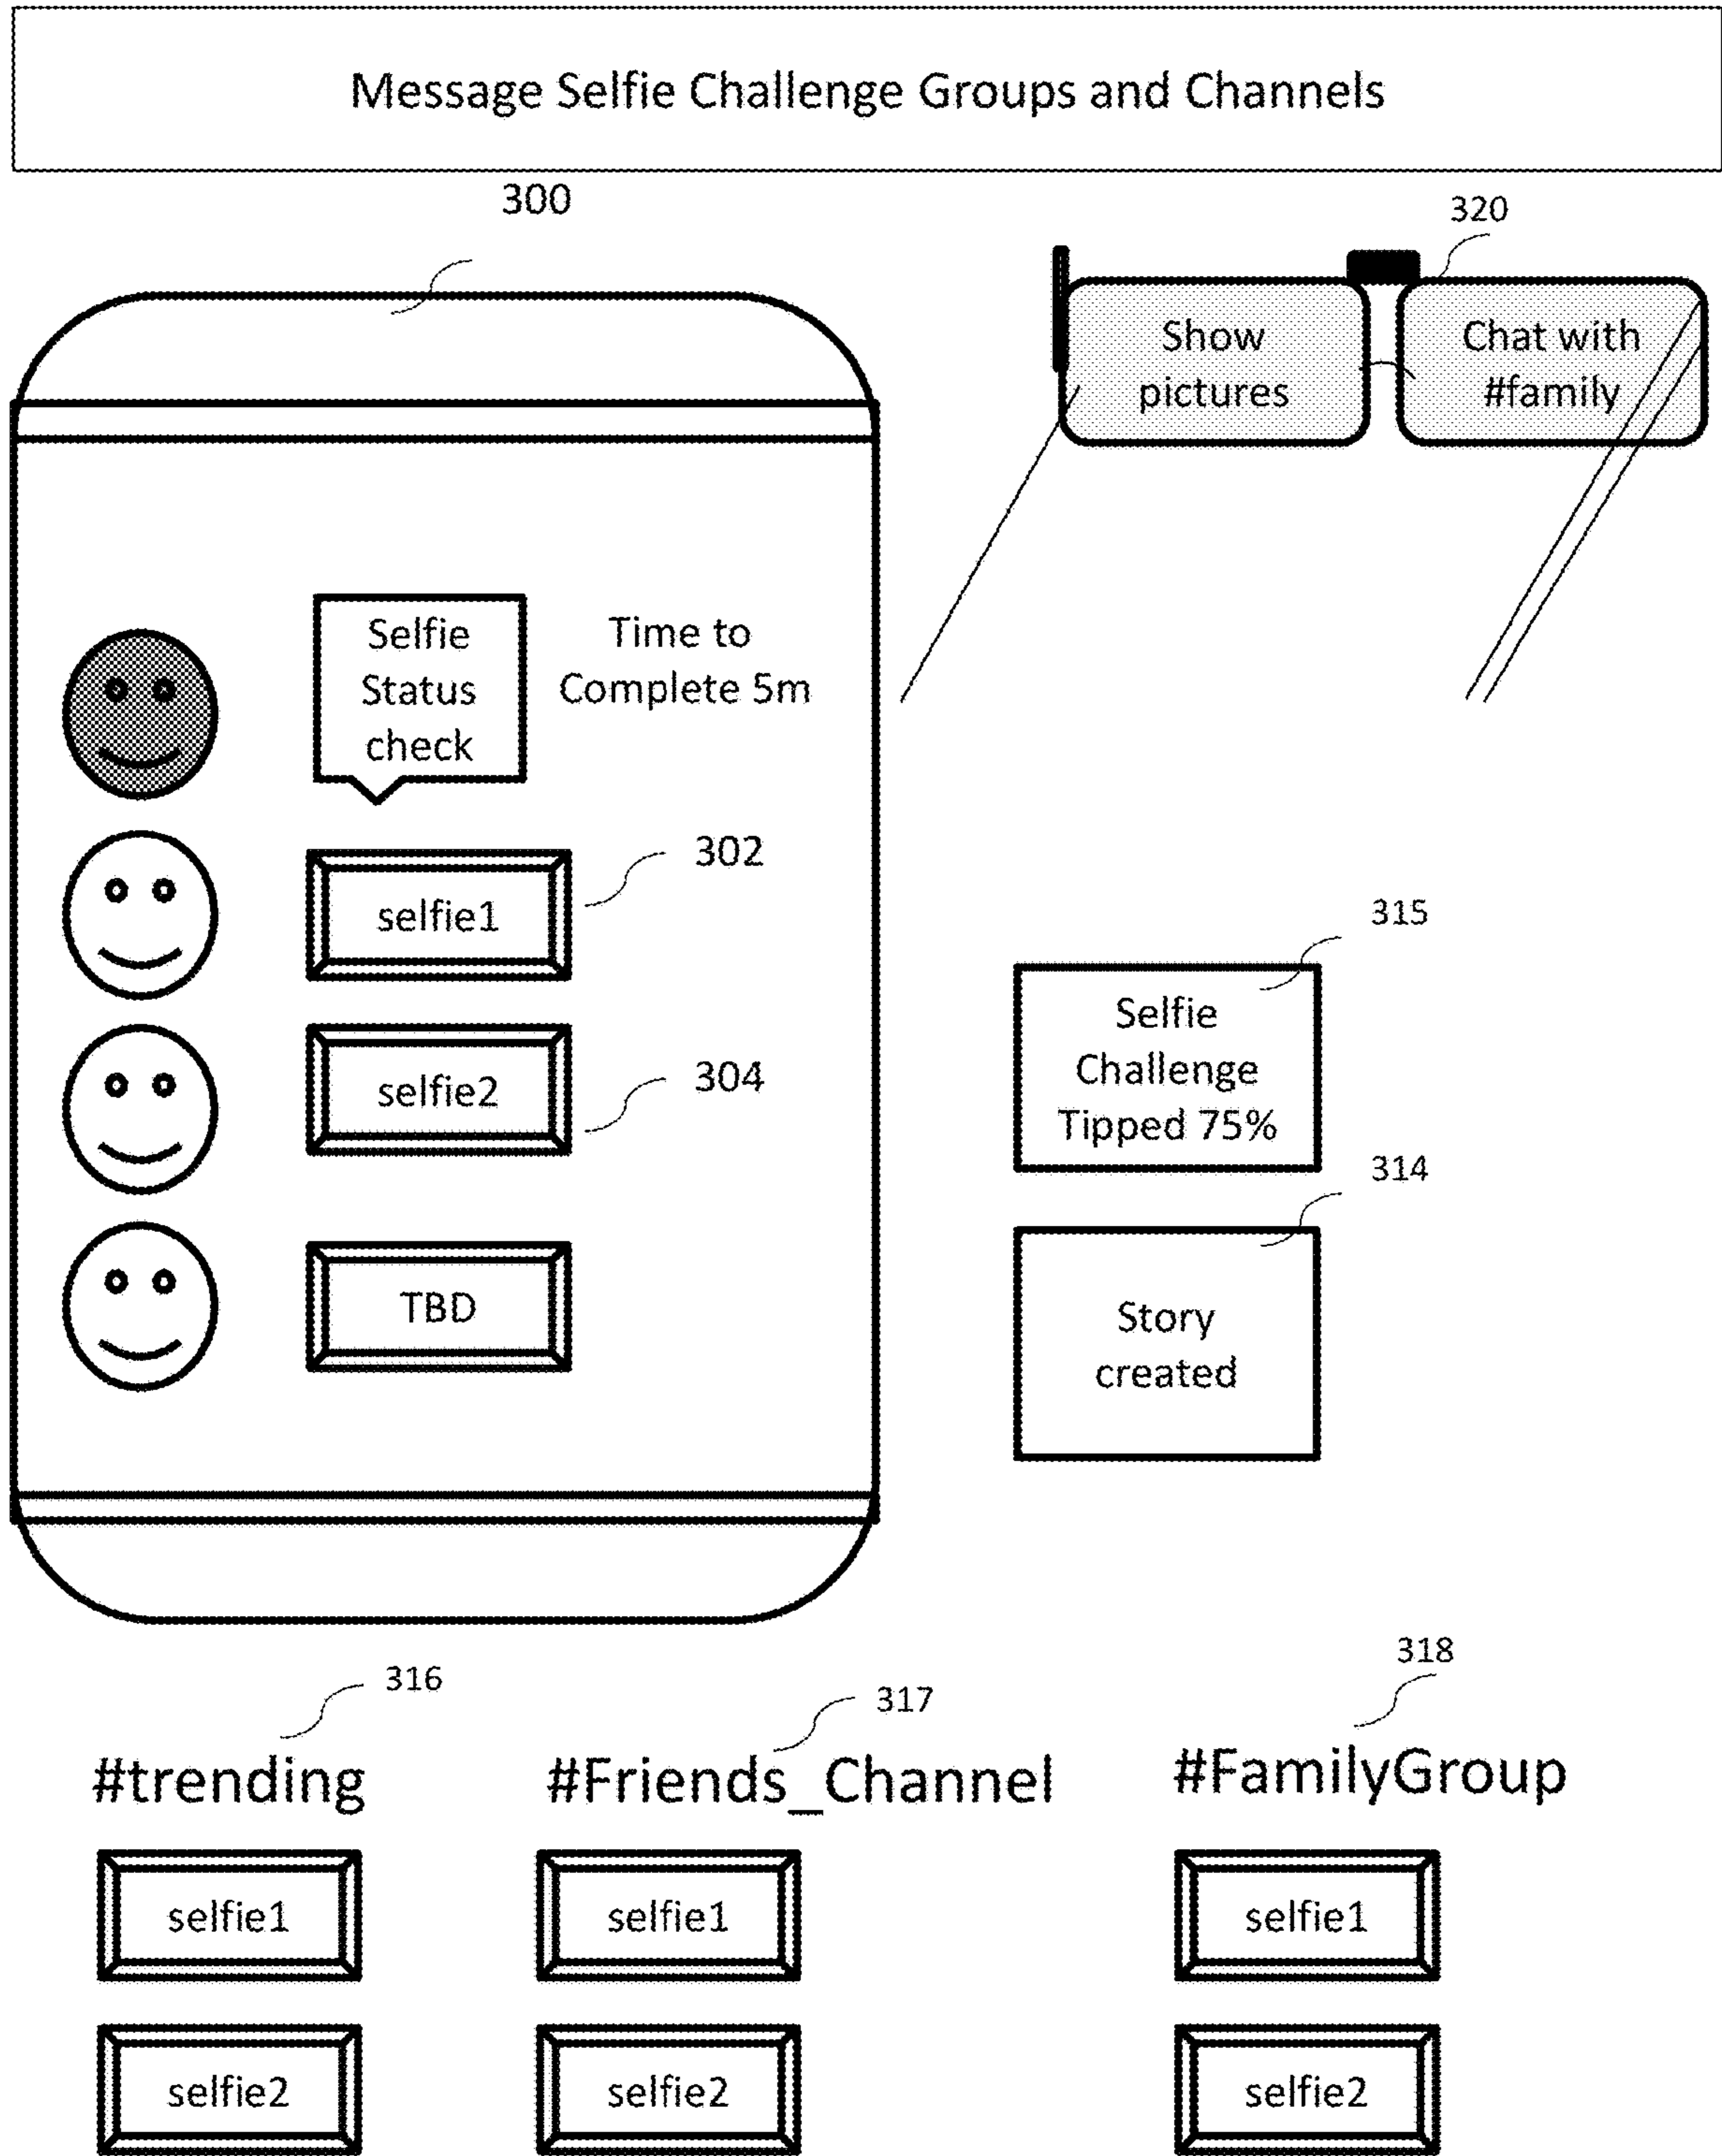 Message Selfie Challenge Groups and Channels
300
320
Show
pictures
Chat with
#family
Selfie
Status
check
Time to
Complete 5m
302
selfie1
304
selfie2
TBD
315
Selfie
Challenge
Tipped 75%
314
Story
created
316
317
318
#trending
#Friends_Channel
#FamilyGroup
selfie1
selfie1
selfie1
selfie2
selfie2
selfie2